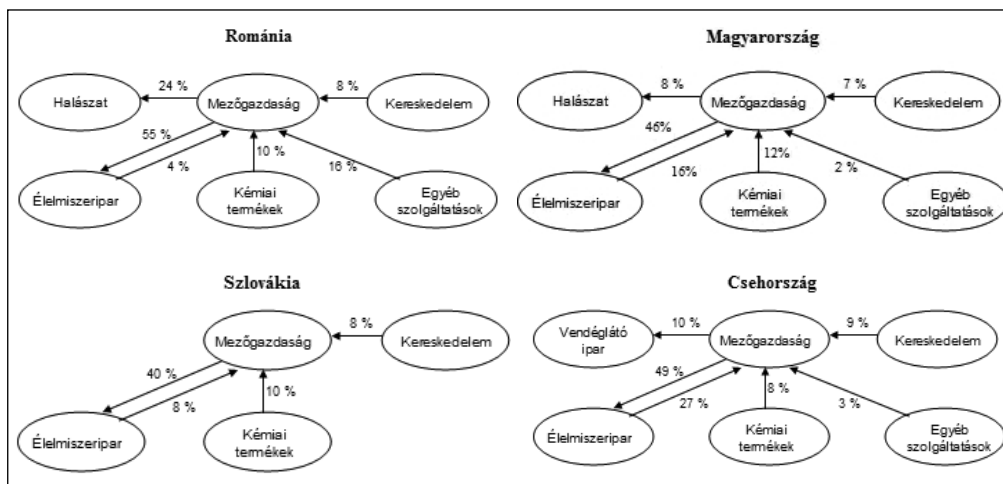 Románia
Halászat
24 %
Mezőgazdaság
8 %
Kereskedelem
55 %
4 %
10 %
16 %
Élelmiszeripar
Kémiai
termékek
Egyéb
szolgáltatások
Magyarország
Halászat
8 %
Mezőgazdaság
7 %
Kereskedelem
46%
16%
12%
2 %
Élelmiszeripar
Kémiai
termékek
Egyéb
szolgáltatások
Szlovákia
Mezőgazdaság
8 %
Kereskedelem
40 %
8 %
10 %
Élelmiszeripar
Kémiai
termékek
Csehország
Vendéglátó
ipar
10 %
Mezőgazdaság
9 %
Kereskedelem
49 %
27 %
8 %
3 %
Élelmiszeripar
Kémiai
termékek
Egyéb
szolgáltatások